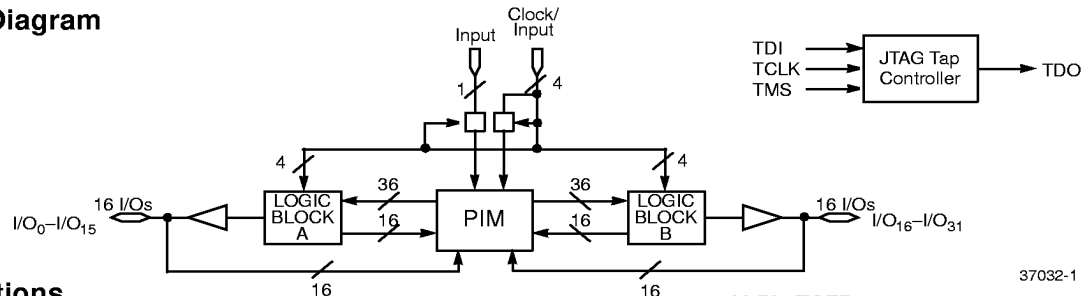 Diagram
Clock/
Input
Input
TDI
TCLK
TMS
JTAG Tap
Controller
TDO
1
4
4
4
LOGIC
BLOCK
A
36
16
PIM
36
16
LOGIC
BLOCK
B
16 I/Os
I/O0–I/O15
16 I/Os
I/O16–I/O31
16
16
37032-1